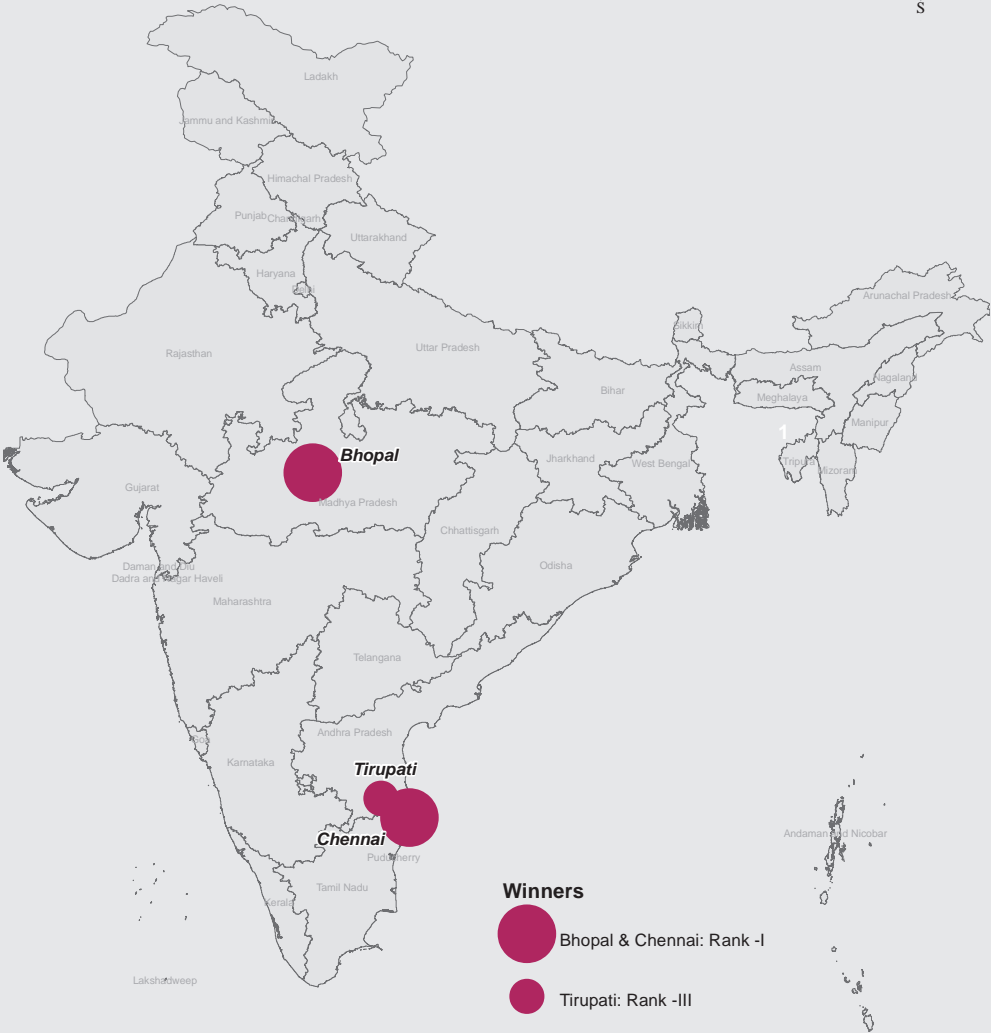 S
Ladakh
Jammu and Kashmir
Himachal Pradesh
Punjab
Chandigarh
Uttarakhand
Haryana
Delhi
Arunachal Pradesh
Sikkim
Rajasthan
Uttar Pradesh
Assam
Nagaland
Bihar
Meghalaya
Manipur
1
Bhopal
Jharkhand
West Bengal
Tripura
Mizoram
Gujarat
Madhya Pradesh
Chhattisgarh
Daman and Diu
Odisha
Dadra and Nagar Haveli
Maharashtra
Telangana
Andhra Pradesh
Goa
Karnataka
Tirupati
Chennai
Andaman and Nicobar
Puducherry
Tamil Nadu
Kerala
Lakshadweep
Winners
Bhopal & Chennai: Rank -I
Tirupati: Rank -III